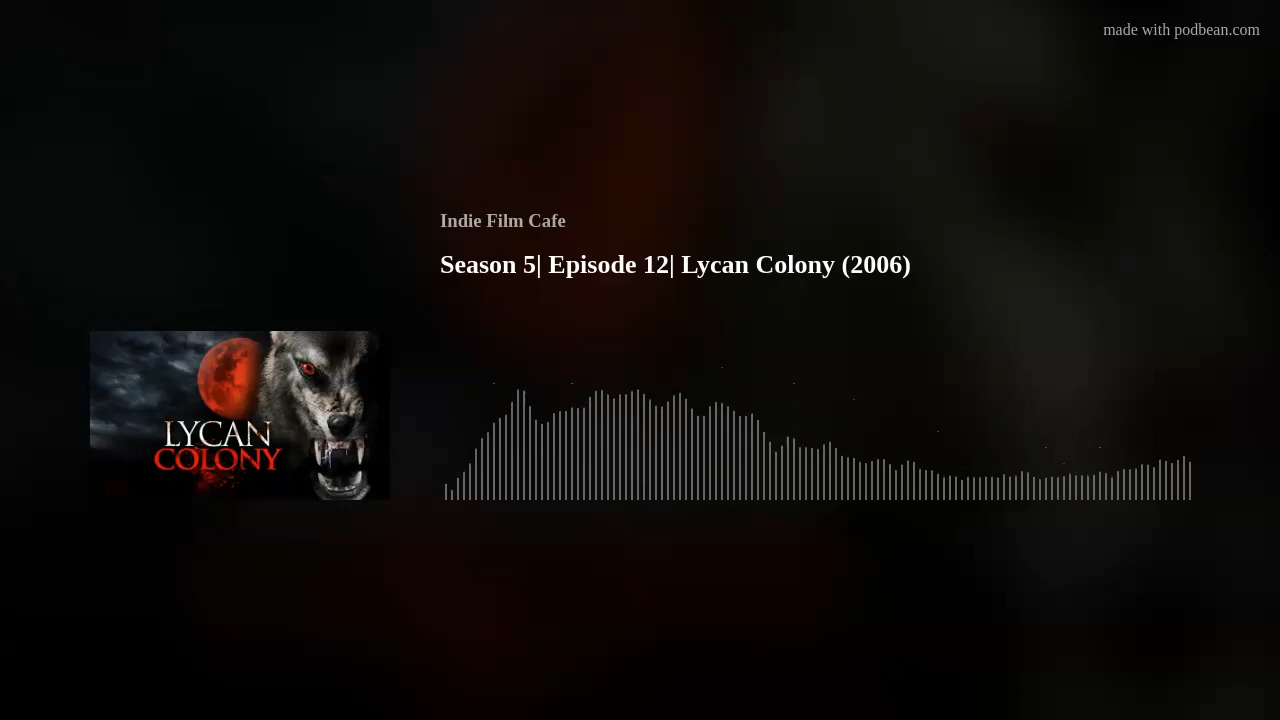 made with podbean.com
Indie Film Cafe
Season 5| Episode 12| Lycan Colony (2006)
LYCAN
COLONY